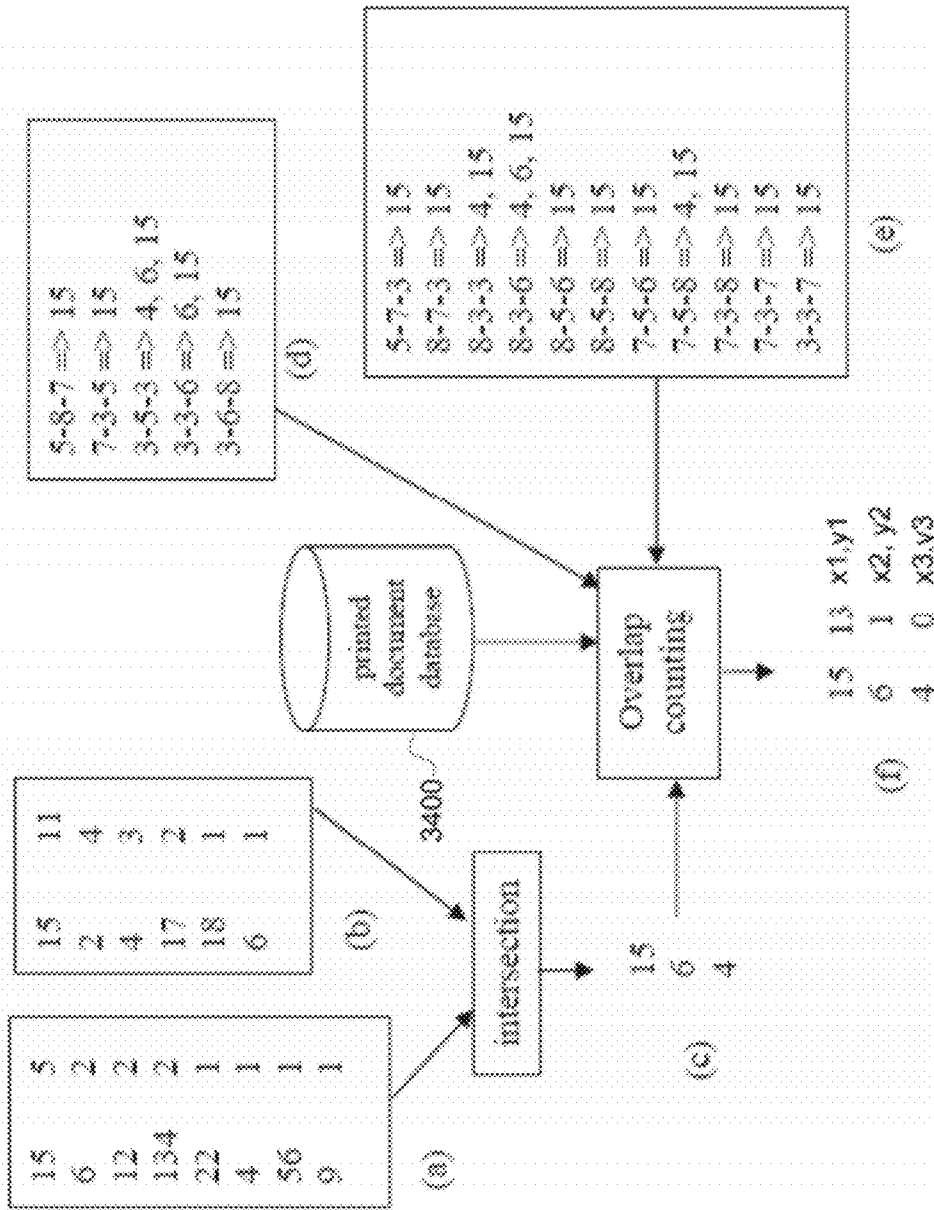 15 5
6 2
12 2
134 2
22 1
4 1
56 1
9 1
(a)
15 11
2 4
4 3
17 2
18 1
6 1
(b)
intersection
15
6
4
(c)
3400
printed
document
database
5-8-7 => 15
7-3-5 => 15
3-5-3 => 4, 6, 15
3-3-6 => 6, 15
3-6-8 => 15
(d)
5-7-3 => 15
8-7-3 => 15
8-3-3 => 4, 15
8-3-6 => 4, 6, 15
8-5-6 => 15
8-5-8 => 15
7-5-6 => 15
7-5-8 => 4, 15
7-3-8 => 15
7-3-7 => 15
3-3-7 => 15
(e)
Overlap
counting
15 13 x1,y1
6 1 x2, y2
4 0 x3.y3
(f)